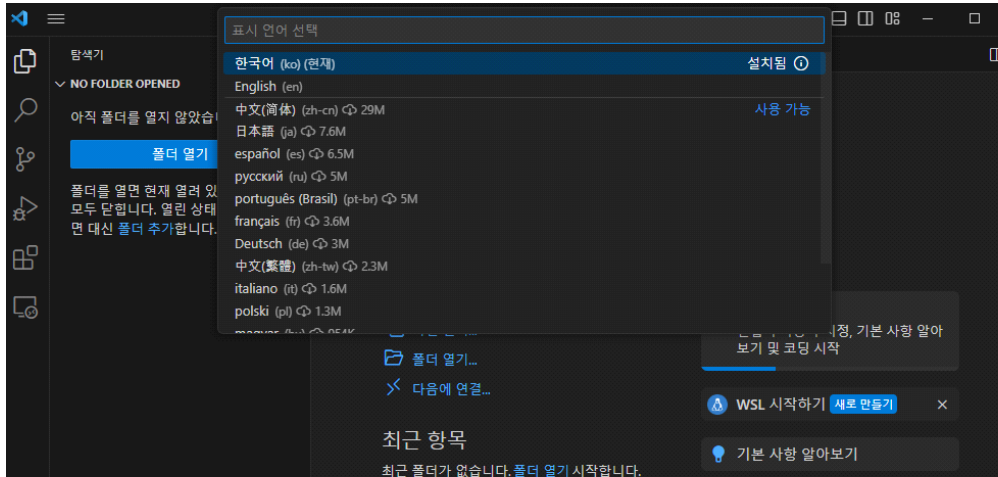 표시 언어 선택
탐색기
NO FOLDER OPENED
아직 폴더를 열지 않았습
폴더 열기
폴더를 열면 현재 열려 있
모두 닫힙니다. 열린 상태
면 대신 폴더 추가합니다.
한국어 (ko) (현재) 설치됨
English (en)
中文(简体) (zh-cn) 29M 사용 가능
日本語 (ja) 7.6M
español (es) 6.5M
русский (ru) 5M
português (Brasil) (pt-br) 5M
français (fr) 3.6M
Deutsch (de) 3M
中文(繁體) (zh-tw) 2.3M
italiano (it) 1.6M
polski (pl) 1.3M
magyar (hu) 954K
폴더 열기...
다음에 연결...
최근 항목
최근 폴더가 없습니다. 폴더 열기 시작합니다.
지정, 기본 사항 알아
보기 및 코딩 시작
WSL 시작하기 새로 만들기
기본 사항 알아보기